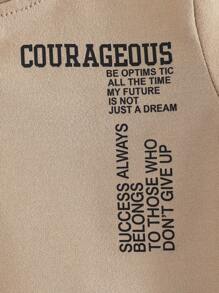 COURAGEOUS
BE OPTIMS TIC
ALL THE TIME
MY FUTURE
IS NOT
JUST A DREAM
SUCCESS ALWAYS
BELONGS
TO THOSE WHO
DON'T GIVE UP